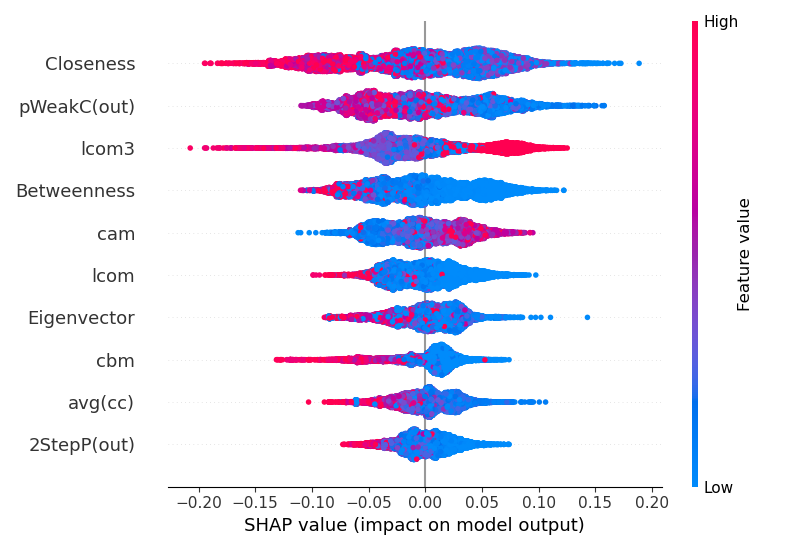 High
Closeness
pWeakC(out)
lcom3
Betweenness
cam
lcom
Eigenvector
cbm
avg(cc)
2StepP(out)
Feature value
Low
−0.20 −0.15 −0.10 −0.05 0.00 0.05 0.10 0.15 0.20
SHAP value (impact on model output)